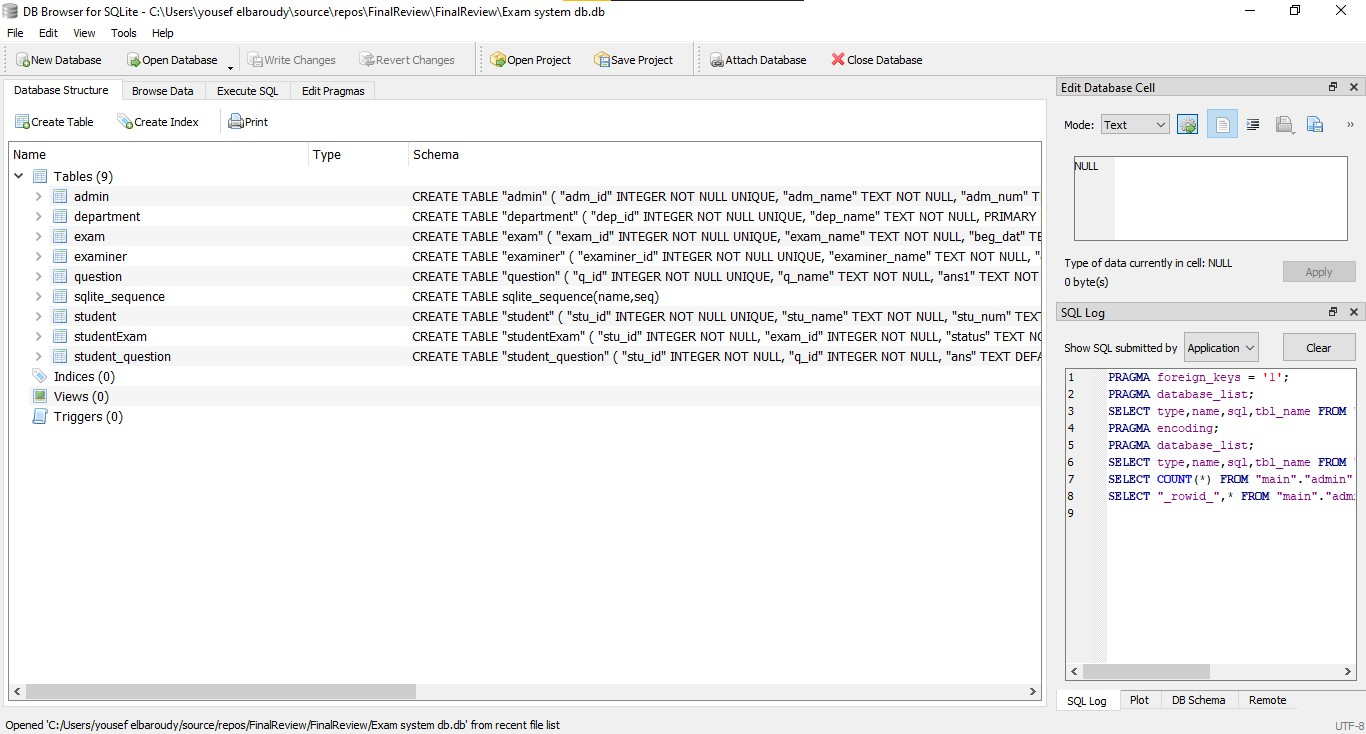 DB Browser for SQLite - C:\Users\yousef elbaroudy\source\repos\FinalReview\FinalReview\Exam system db.db
File Edit View Tools Help
New Database Open Database Write Changes Revert Changes Open Project Save Project Attach Database Close Database
Database Structure Browse Data Execute SQL Edit Pragmas
Create Table Create Index Print
Name Type Schema
Tables (9)
admin CREATE TABLE "admin" ( "adm_id" INTEGER NOT NULL UNIQUE, "adm_name" TEXT NOT NULL, "adm_num" T
department CREATE TABLE "department" ( "dep_id" INTEGER NOT NULL UNIQUE, "dep_name" TEXT NOT NULL, PRIMARY
exam CREATE TABLE "exam" ( "exam_id" INTEGER NOT NULL UNIQUE, "exam_name" TEXT NOT NULL, "beg_dat" TE
examiner CREATE TABLE "examiner" ( "examiner_id" INTEGER NOT NULL UNIQUE, "examiner_name" TEXT NOT NULL, "
question CREATE TABLE "question" ( "q_id" INTEGER NOT NULL UNIQUE, "q_name" TEXT NOT NULL, "ans1" TEXT NOT
sqlite_sequence CREATE TABLE sqlite_sequence(name,seq)
student CREATE TABLE "student" ( "stu_id" INTEGER NOT NULL UNIQUE, "stu_name" TEXT NOT NULL, "stu_num" TEXT
studentExam CREATE TABLE "studentExam" ( "stu_id" INTEGER NOT NULL, "exam_id" INTEGER NOT NULL, "status" TEXT NO
student_question CREATE TABLE "student_question" ( "stu_id" INTEGER NOT NULL, "q_id" INTEGER NOT NULL, "ans" TEXT DEFA
Indices (0)
Views (0)
Triggers (0)
Edit Database Cell
Mode: Text
NULL
Type of data currently in cell: NULL
0 byte(s)
Apply
SQL Log
Show SQL submitted by Application Clear
1 PRAGMA foreign_keys = '1';
2 PRAGMA database_list;
3 SELECT type,name,sql,tbl_name FROM "
4 PRAGMA encoding;
5 PRAGMA database_list;
6 SELECT type,name,sql,tbl_name FROM "
7 SELECT COUNT(*) FROM "main"."admin"
8 SELECT "_rowid_",* FROM "main"."adm
9
SQL Log Plot DB Schema Remote
Opened 'C:/Users/yousef elbaroudy/source/repos/FinalReview/FinalReview/Exam system db.db' from recent file list
UTF-8